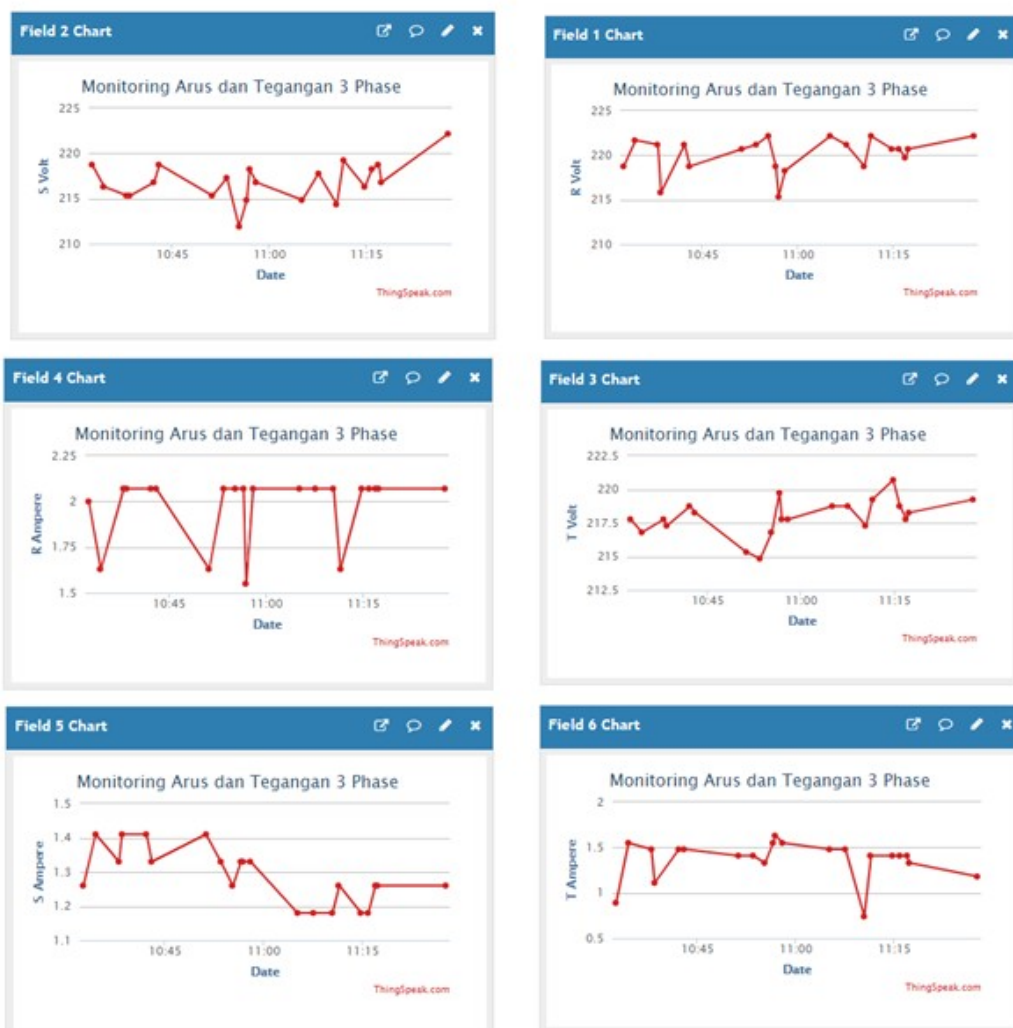 Field 2 Chart
Monitoring Arus dan Tegangan 3 Phase
225
220
215
210
S Volt
10:45 11:00 11:15
Date
ThingSpeak.com
Field 1 Chart
Monitoring Arus dan Tegangan 3 Phase
225
220
215
210
R Volt
10:45 11:00 11:15
Date
ThingSpeak.com
Field 4 Chart
Monitoring Arus dan Tegangan 3 Phase
2.25
2
1.75
1.5
R Ampere
10:45 11:00 11:15
Date
ThingSpeak.com
Field 3 Chart
Monitoring Arus dan Tegangan 3 Phase
222.5
220
217.5
215
212.5
T Volt
10:45 11:00 11:15
Date
ThingSpeak.com
Field 5 Chart
Monitoring Arus dan Tegangan 3 Phase
1.5
1.4
1.3
1.2
1.1
S Ampere
10:45 11:00 11:15
Date
ThingSpeak.com
Field 6 Chart
Monitoring Arus dan Tegangan 3 Phase
2
1.5
1
0.5
T Ampere
10:45 11:00 11:15
Date
ThingSpeak.com